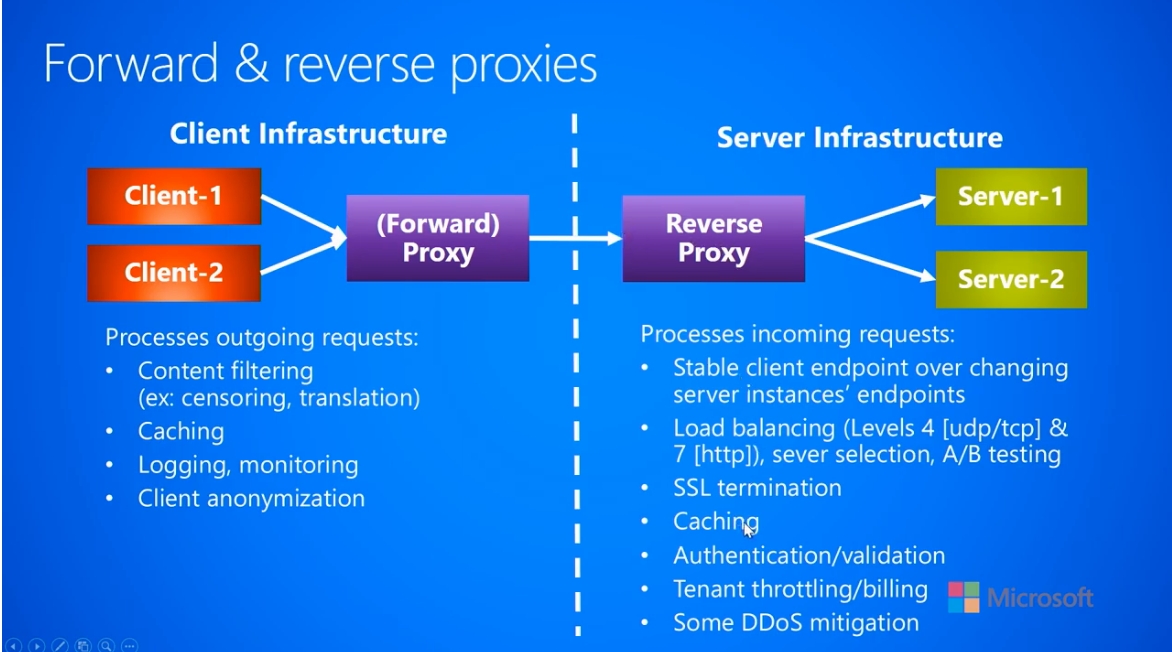 Forward & reverse proxies
Client Infrastructure
Client-1
Client-2
(Forward)
Proxy
Processes outgoing requests:
• Content filtering
(ex: censoring, translation)
• Caching
• Logging, monitoring
• Client anonymization
Server Infrastructure
Reverse
Proxy
Server-1
Server-2
Processes incoming requests:
• Stable client endpoint over changing
server instances’ endpoints
• Load balancing (Levels 4 [udp/tcp] &
7 [http]), sever selection, A/B testing
• SSL termination
• Caching
• Authentication/validation
• Tenant throttling/billing
• Some DDoS mitigation
Microsoft